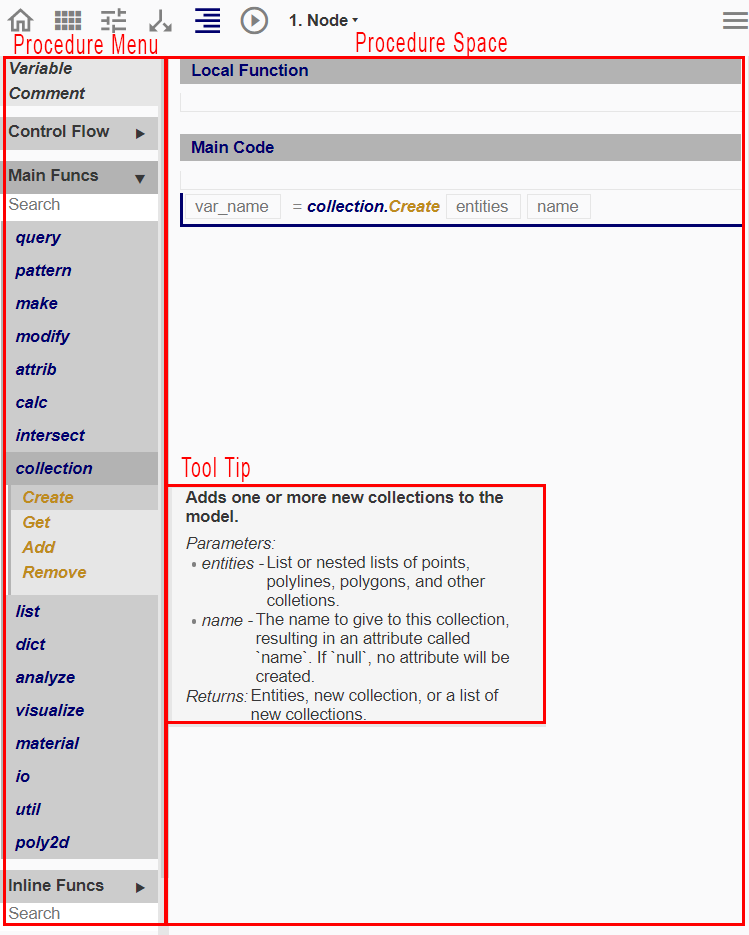 1. Node
Procedure Menu
Procedure Space
Variable
Comment
Control Flow
Main Funcs
Search
query
pattern
make
modify
attrib
calc
intersect
collection
Create
Get
Add
Remove
list
dict
analyze
visualize
material
io
util
poly2d
Inline Funcs
Search
Local Function
Main Code
var_name = collection.Create entities name
Tool Tip
Adds one or more new collections to the
model.
Parameters:
• entities - List or nested lists of points,
polylines, polygons, and other
colletions.
• name - The name to give to this collection,
resulting in an attribute called
`name`. If `null`, no attribute will be
created.
Returns: Entities, new collection, or a list of
new collections.